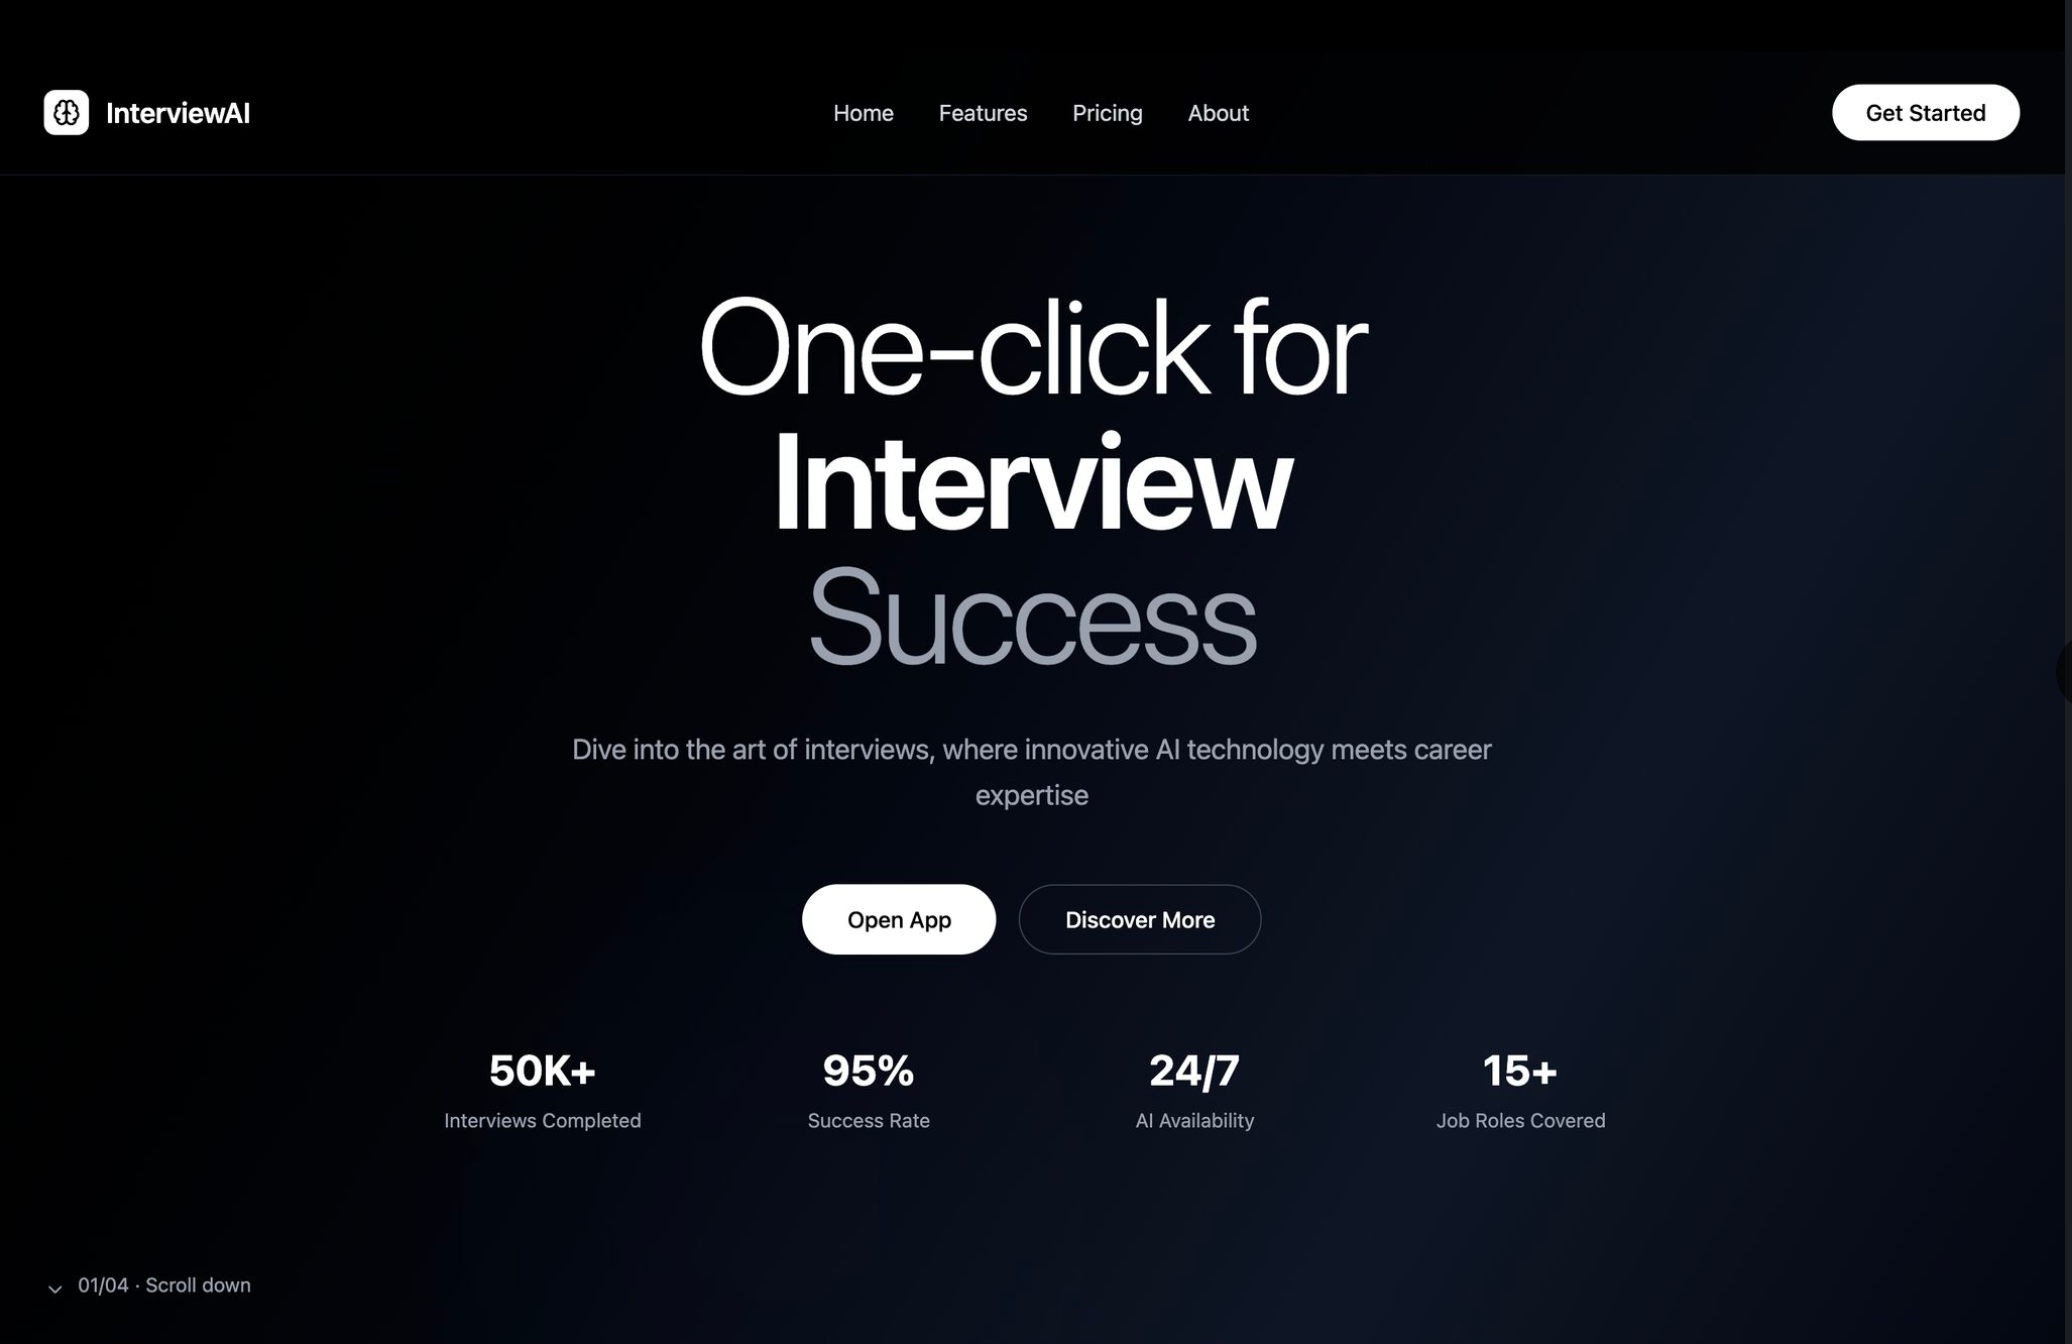 InterviewAI
Home
Features
Pricing
About
Get Started
One-click for
Interview
Success
Dive into the art of interviews, where innovative AI technology meets career
expertise
Open App
Discover More
50K+
Interviews Completed
95%
Success Rate
24/7
AI Availability
15+
Job Roles Covered
01/04 · Scroll down